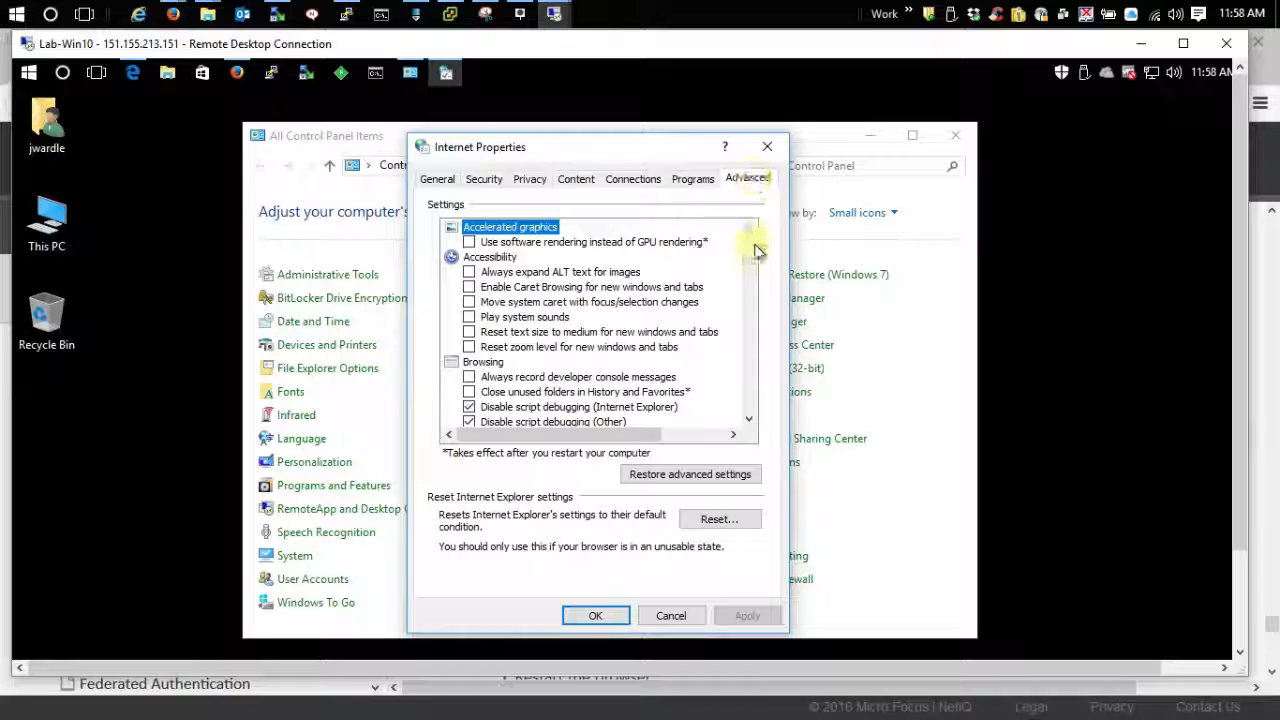 Work
11:58 AM
Lab-Win10 - 151.155.213.151 - Remote Desktop Connection
11:58 AM
jwardle
This PC
Recycle Bin
All Control Panel Items
Contr
Control Panel
Adjust your computer's
View by:
Small icons
Administrative Tools
BitLocker Drive Encryption
Date and Time
Devices and Printers
File Explorer Options
Fonts
Infrared
Language
Personalization
Programs and Features
RemoteApp and Desktop C
Speech Recognition
System
User Accounts
Windows To Go
Restore (Windows 7)
(32-bit)
Sharing Center
Internet Properties
General
Security
Privacy
Content
Connections
Programs
Advanced
Settings
Accelerated graphics
Use software rendering instead of GPU rendering*
Accessibility
Always expand ALT text for images
Enable Caret Browsing for new windows and tabs
Move system caret with focus/selection changes
Play system sounds
Reset text size to medium for new windows and tabs
Reset zoom level for new windows and tabs
Browsing
Always record developer console messages
Close unused folders in History and Favorites*
Disable script debugging (Internet Explorer)
Disable script debugging (Other)
*Takes effect after you restart your computer
Restore advanced settings
Reset Internet Explorer settings
Resets Internet Explorer's settings to their default
condition.
Reset...
You should only use this if your browser is in an unusable state.
OK
Cancel
Apply
Federated Authentication
Restart the browser.
© 2016 Micro Focus | NetIQ
Legal
Privacy
Contact Us